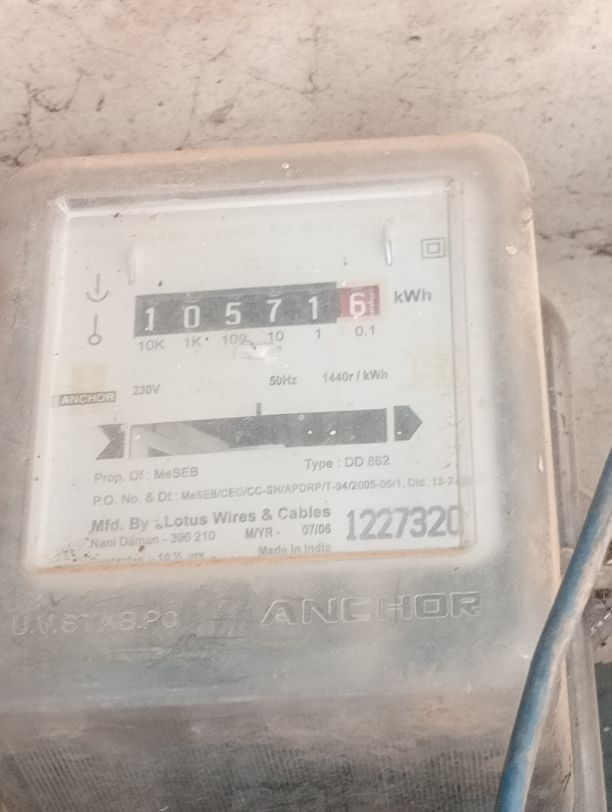 1 0 5 7 1 6 kWh
10K 1K 100 10 1 0.1
ANCHOR 230V 50Hz 1440r / kWh
Prop. Of : MeSEB Type : DD 862
P.O. No. & Dt.: MeSEB/CEO/CC-SH/APDRP/T-94/2005-06/1, Dtd. 13-2
Mfd. By - Lotus Wires & Cables
Nani Daman - 396 210 M/YR - 07/06 1227320
Made in India
U.V.STAB.PC ANCHOR